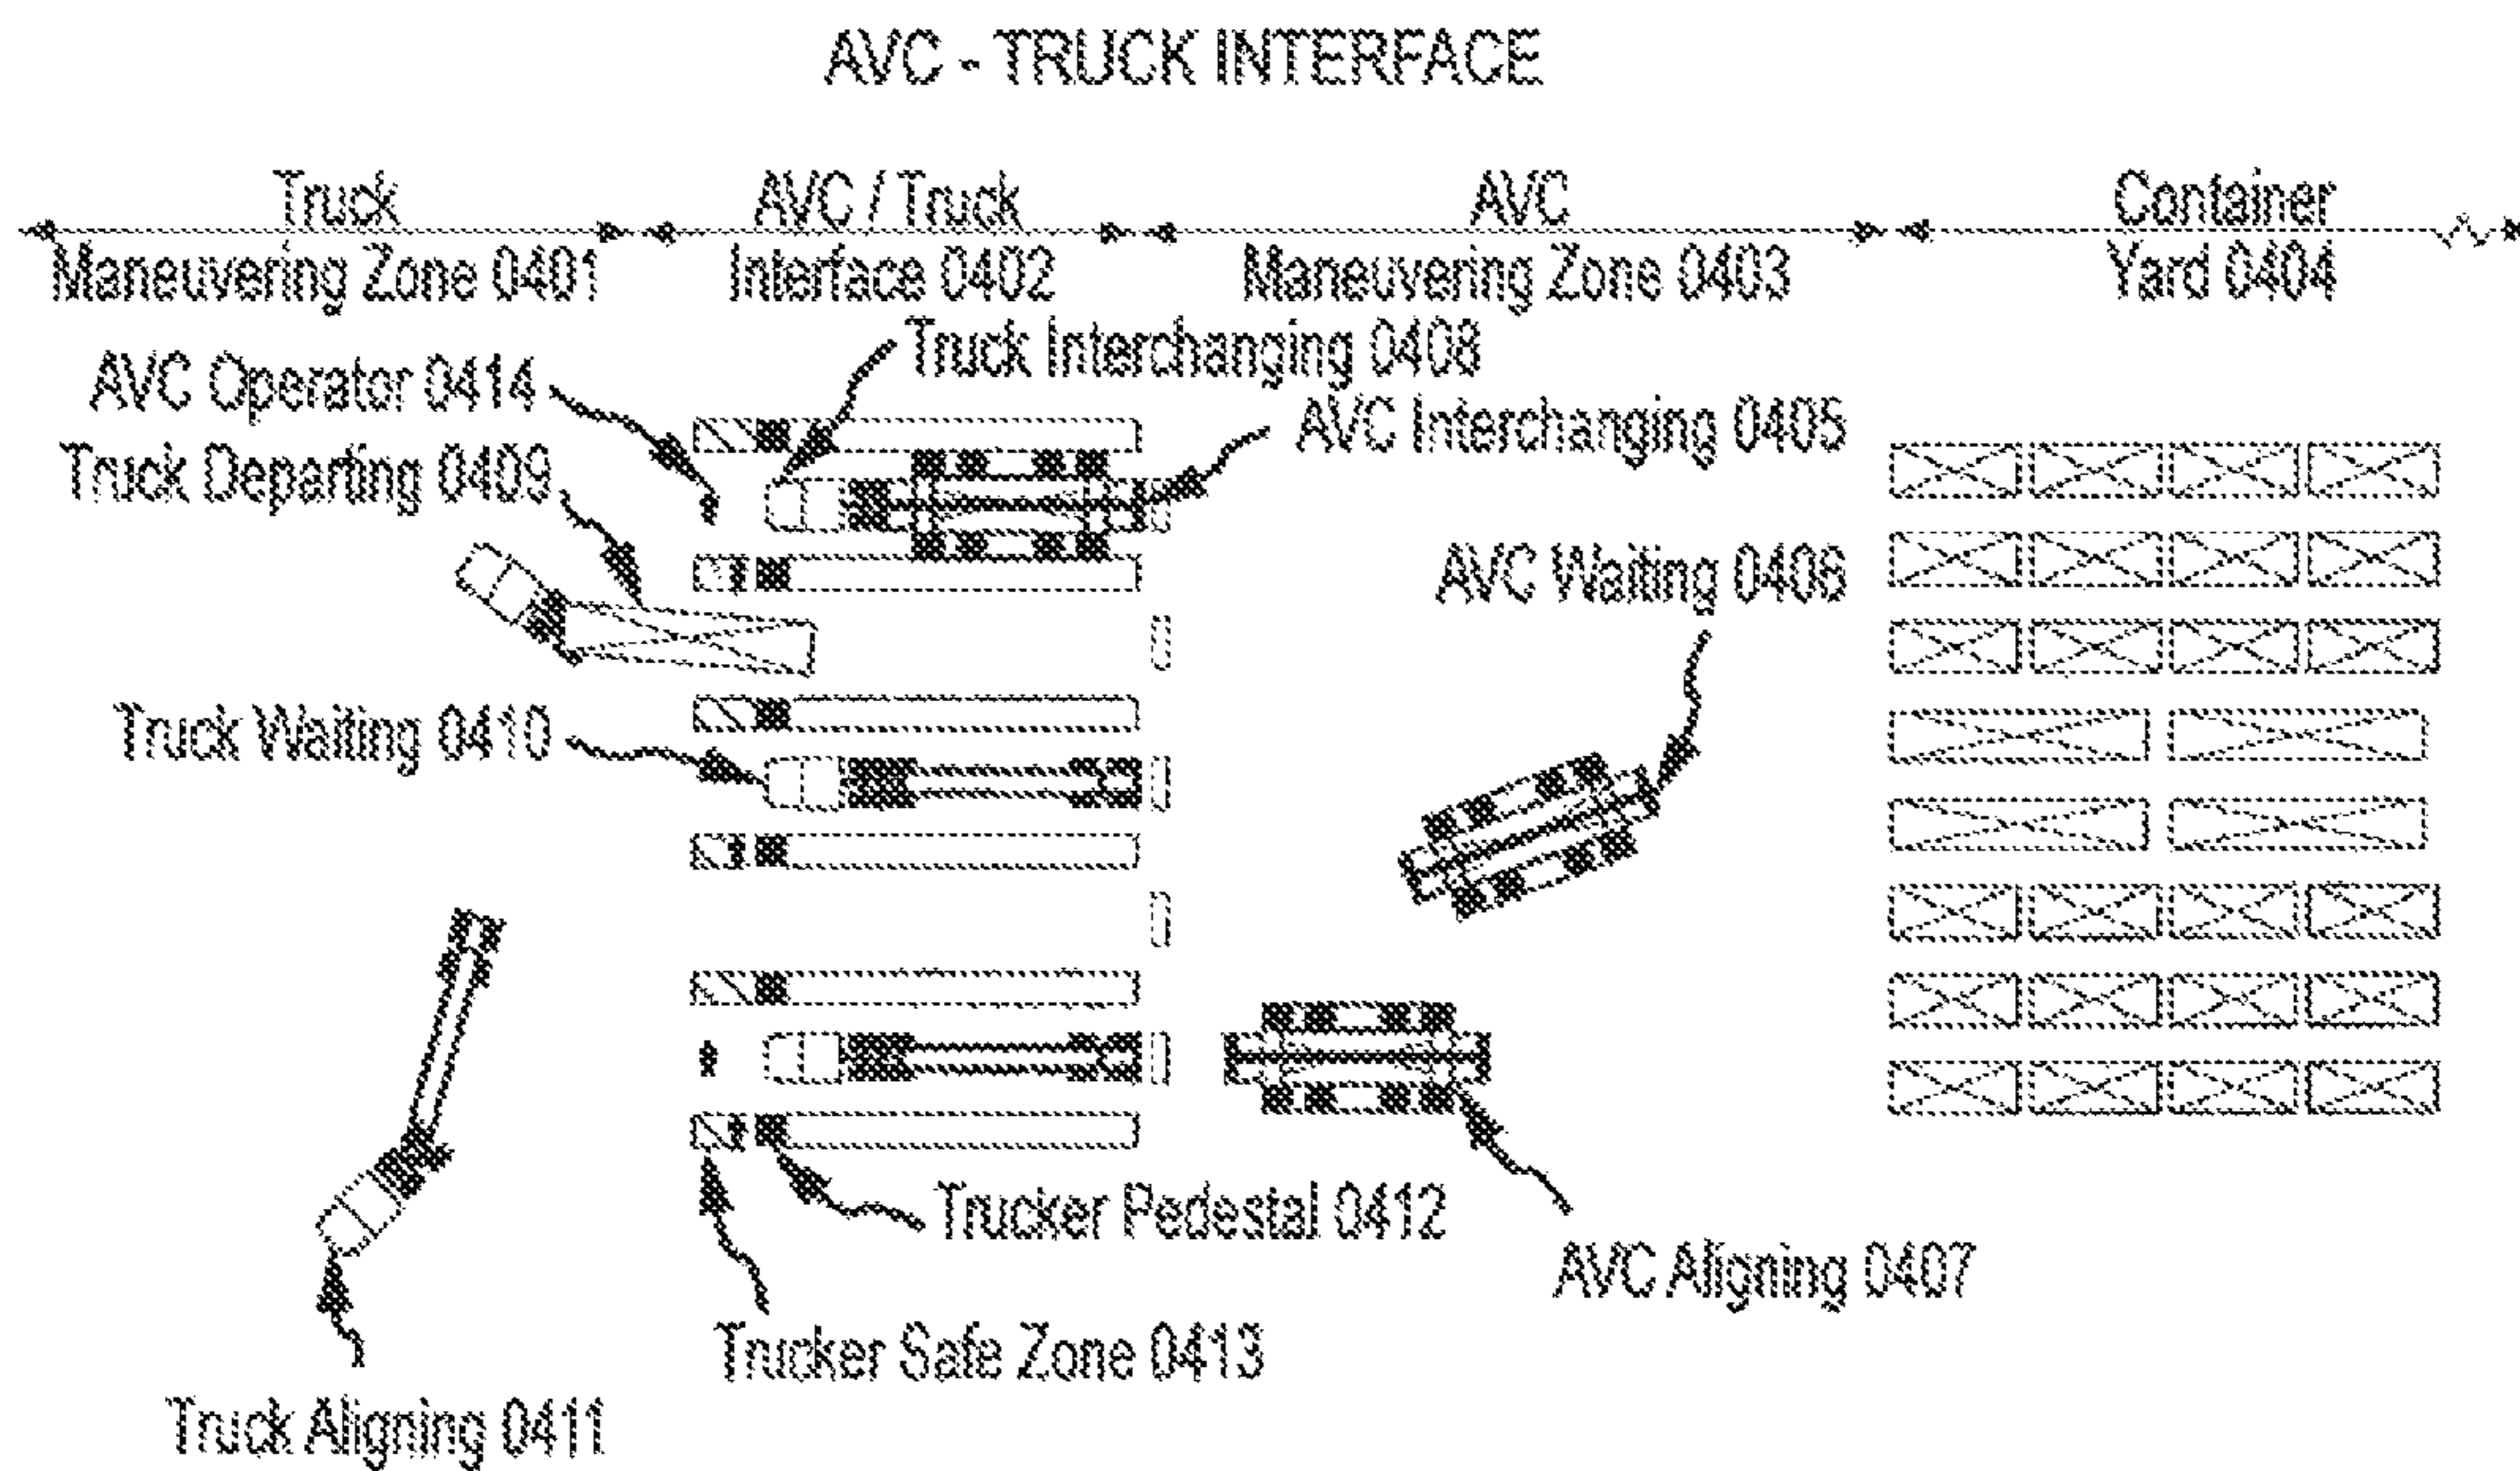 AVC - TRUCK INTERFACE
Truck
Maneuvering Zone 0401
AVC / Truck
Interface 0402
AVC
Maneuvering Zone 0403
Container
Yard 0404
Truck Interchanging 0408
AVC Operator 0414
AVC Interchanging 0405
Truck Departing 0409
AVC Waiting 0406
Truck Waiting 0410
Trucker Pedestal 0412
AVC Aligning 0407
Trucker Safe Zone 0413
Truck Aligning 0411